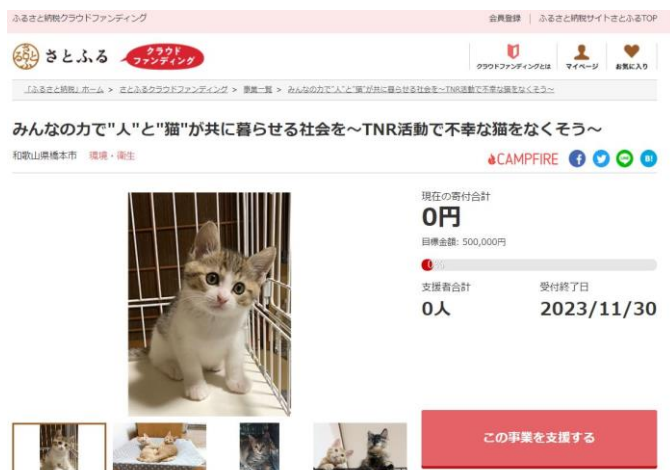 ふるさと納税クラウドファンディング
会員登録 | ふるさと納税サイトさとふるTOP
さとふる クラウドファンディング
クラウドファンディングとは マイページ お気に入り
「ふるさと納税」ホーム > さとふるクラウドファンディング > 事業一覧 > みんなの力で"人"と"猫"が共に暮らせる社会を～TNR活動で不幸な猫をなくそう～
みんなの力で"人"と"猫"が共に暮らせる社会を～TNR活動で不幸な猫をなくそう～
和歌山県橋本市 環境・衛生
CAMPFIRE
現在の寄付合計
0円
目標金額: 500,000円
0%
支援者合計 受付終了日
0人 2023/11/30
この事業を支援する